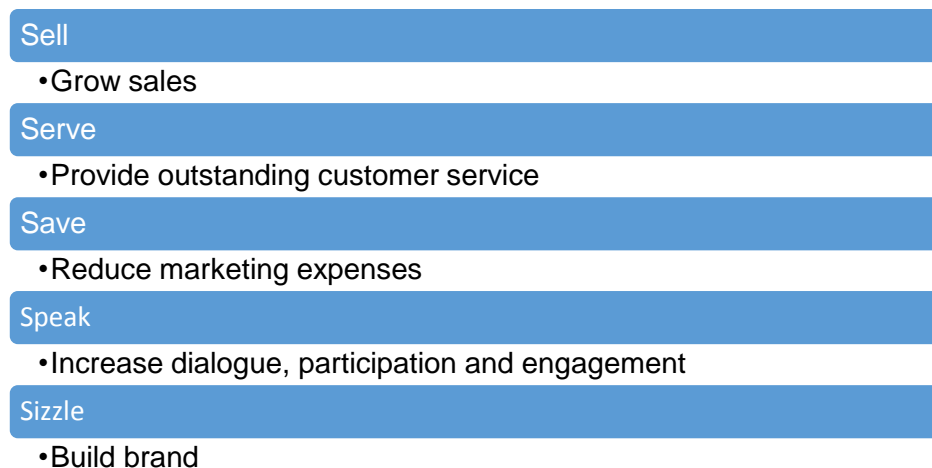 Sell
•Grow sales
Serve
•Provide outstanding customer service
Save
•Reduce marketing expenses
Speak
•Increase dialogue, participation and engagement
Sizzle
•Build brand